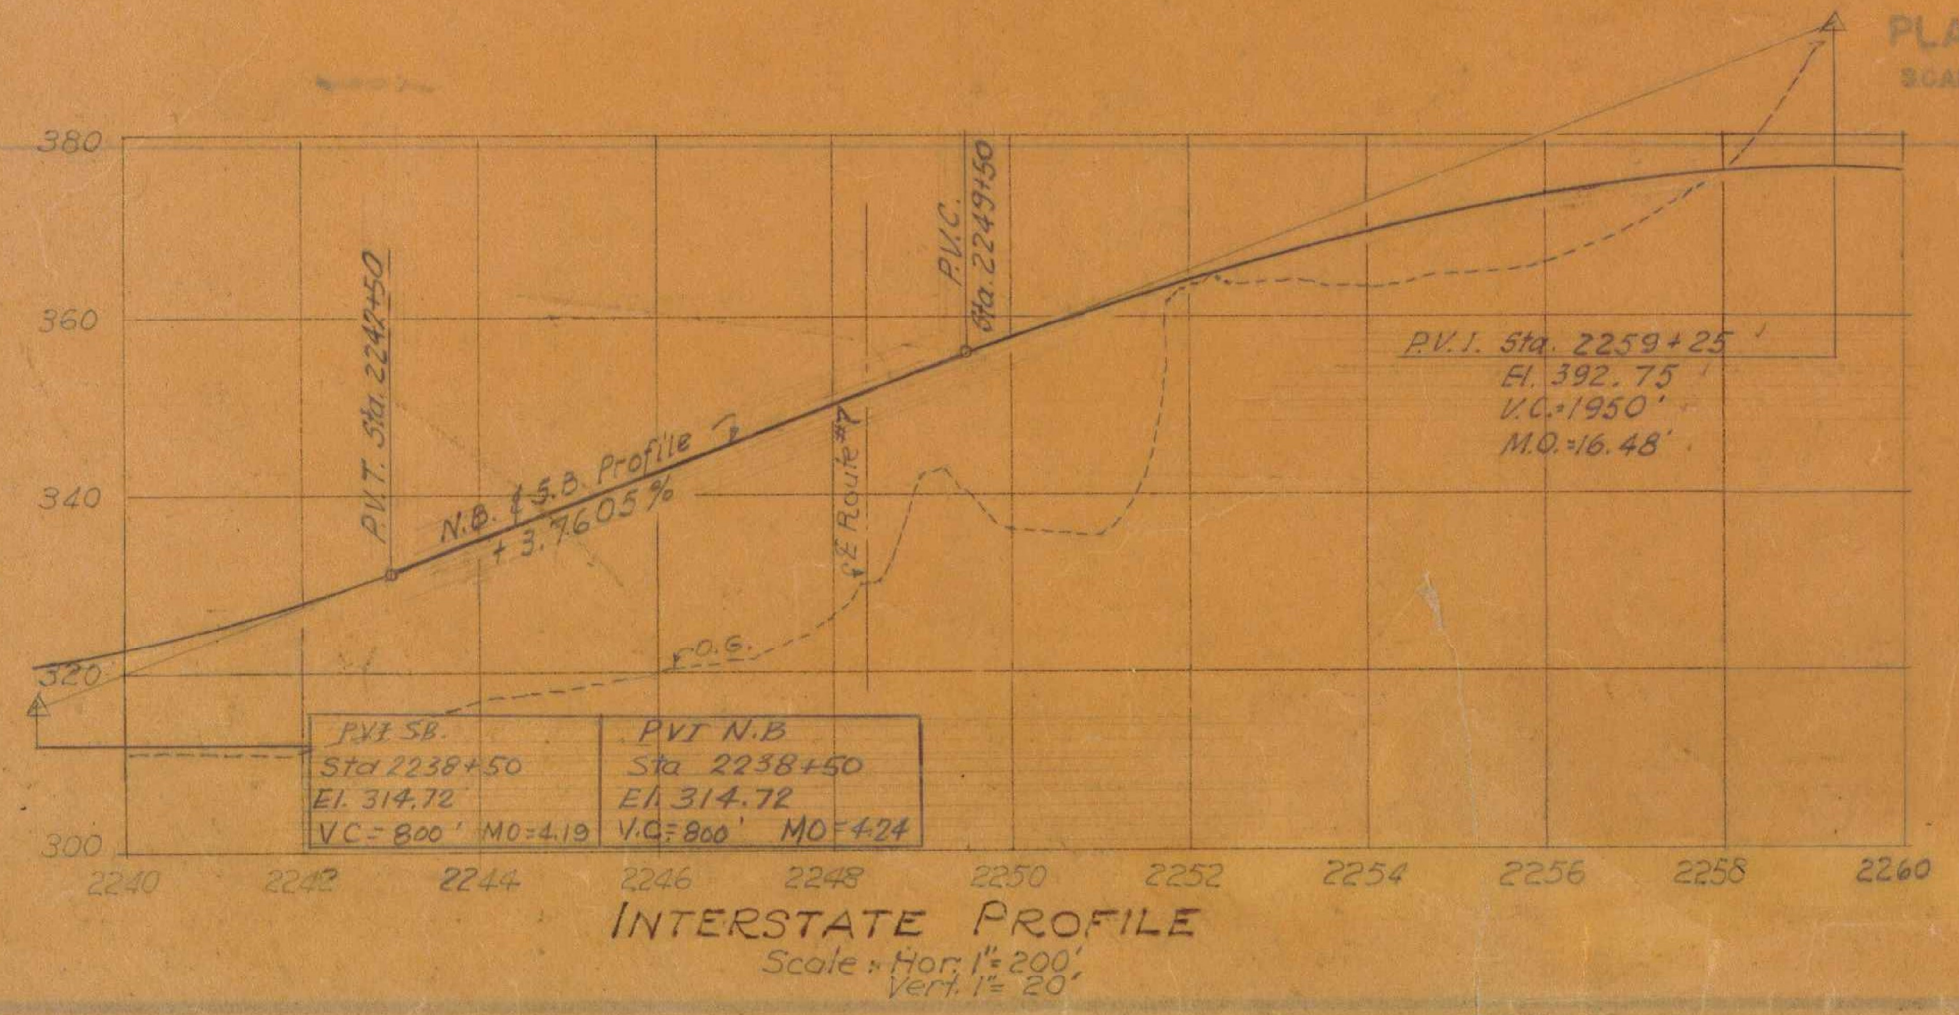 PLA
SCA
380
360
340
320
300
P.V.T. Sta. 2242+50
N.B. & S.B. Profile
+ 3.7605%
P.V.C.
Sta. 2249+50
℄ Route #7
O.G.
P.V.I. Sta. 2259+25
El. 392.75
V.C.=1950'
M.O.=16.48'
PVI SB.
Sta 2238+50
El. 314.72
VC=800' MO=4.19
PVI N.B
Sta 2238+50
El. 314.72
V.C=800' MO=4.24
2240 2242 2244 2246 2248 2250 2252 2254 2256 2258 2260
INTERSTATE PROFILE
Scale: Hor. 1"=200'
Vert. 1"=20'